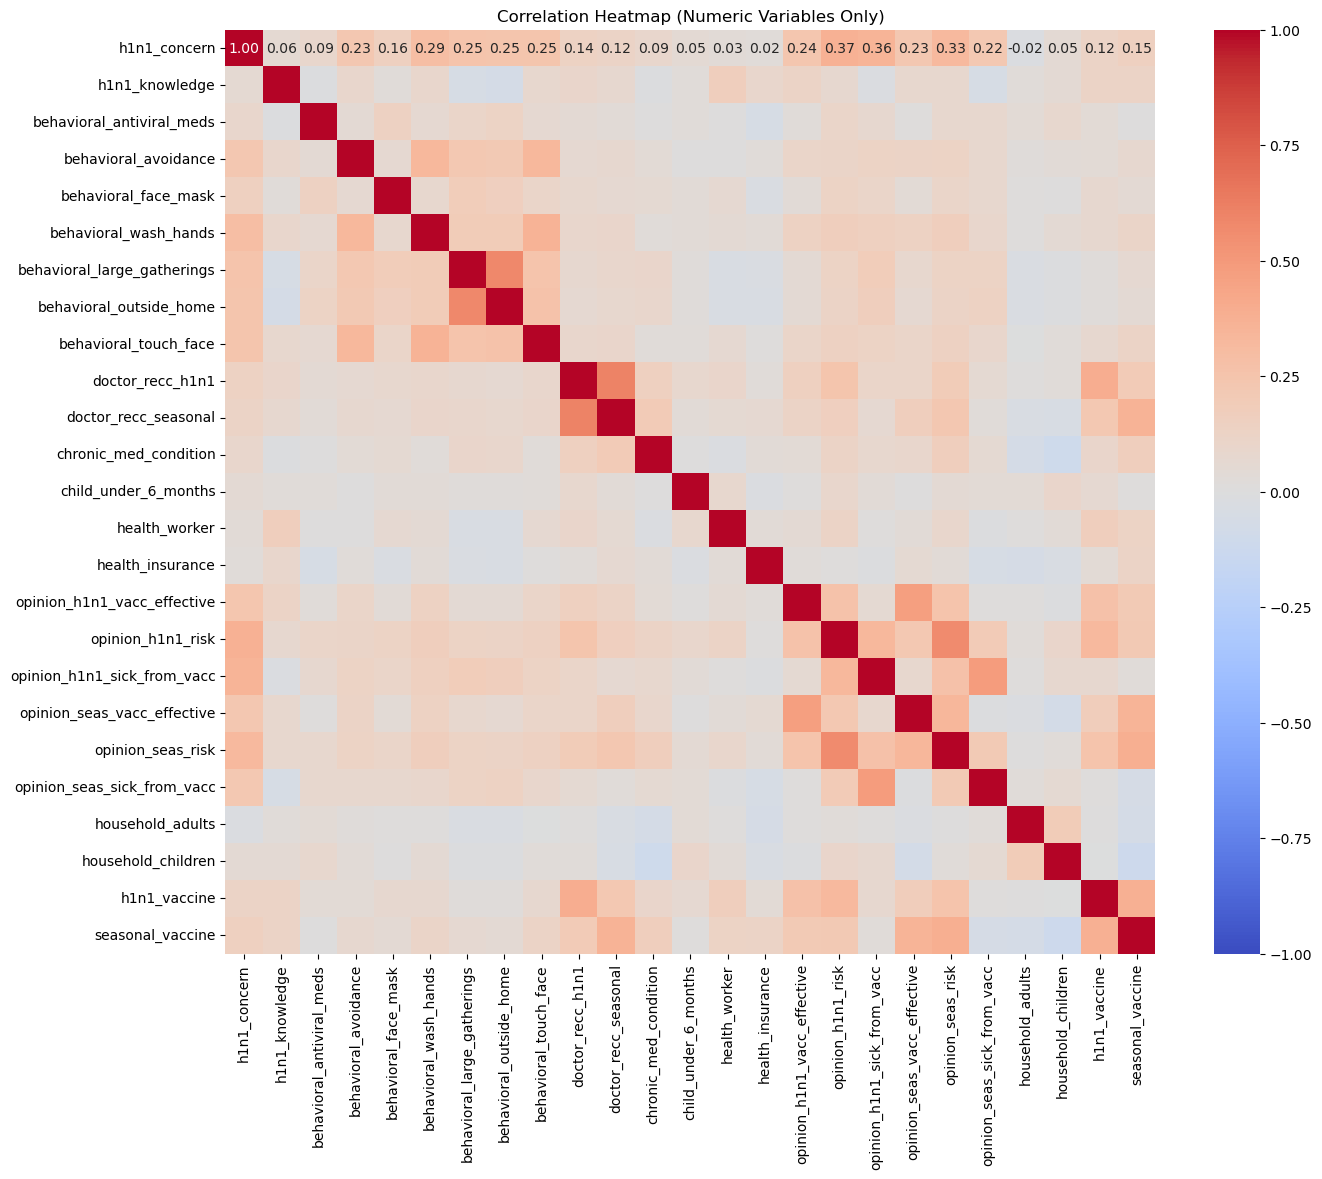 Correlation Heatmap (Numeric Variables Only)
h1n1_concern 1.00 0.06 0.09 0.23 0.16 0.29 0.25 0.25 0.25 0.14 0.12 0.09 0.05 0.03 0.02 0.24 0.37 0.36 0.23 0.33 0.22 -0.02 0.05 0.12 0.15
h1n1_knowledge
behavioral_antiviral_meds
behavioral_avoidance
behavioral_face_mask
behavioral_wash_hands
behavioral_large_gatherings
behavioral_outside_home
behavioral_touch_face
doctor_recc_h1n1
doctor_recc_seasonal
chronic_med_condition
child_under_6_months
health_worker
health_insurance
opinion_h1n1_vacc_effective
opinion_h1n1_risk
opinion_h1n1_sick_from_vacc
opinion_seas_vacc_effective
opinion_seas_risk
opinion_seas_sick_from_vacc
household_adults
household_children
h1n1_vaccine
seasonal_vaccine
h1n1_concern
h1n1_knowledge
behavioral_antiviral_meds
behavioral_avoidance
behavioral_face_mask
behavioral_wash_hands
behavioral_large_gatherings
behavioral_outside_home
behavioral_touch_face
doctor_recc_h1n1
doctor_recc_seasonal
chronic_med_condition
child_under_6_months
health_worker
health_insurance
opinion_h1n1_vacc_effective
opinion_h1n1_risk
opinion_h1n1_sick_from_vacc
opinion_seas_vacc_effective
opinion_seas_risk
opinion_seas_sick_from_vacc
household_adults
household_children
h1n1_vaccine
seasonal_vaccine
1.00
0.75
0.50
0.25
0.00
−0.25
−0.50
−0.75
−1.00